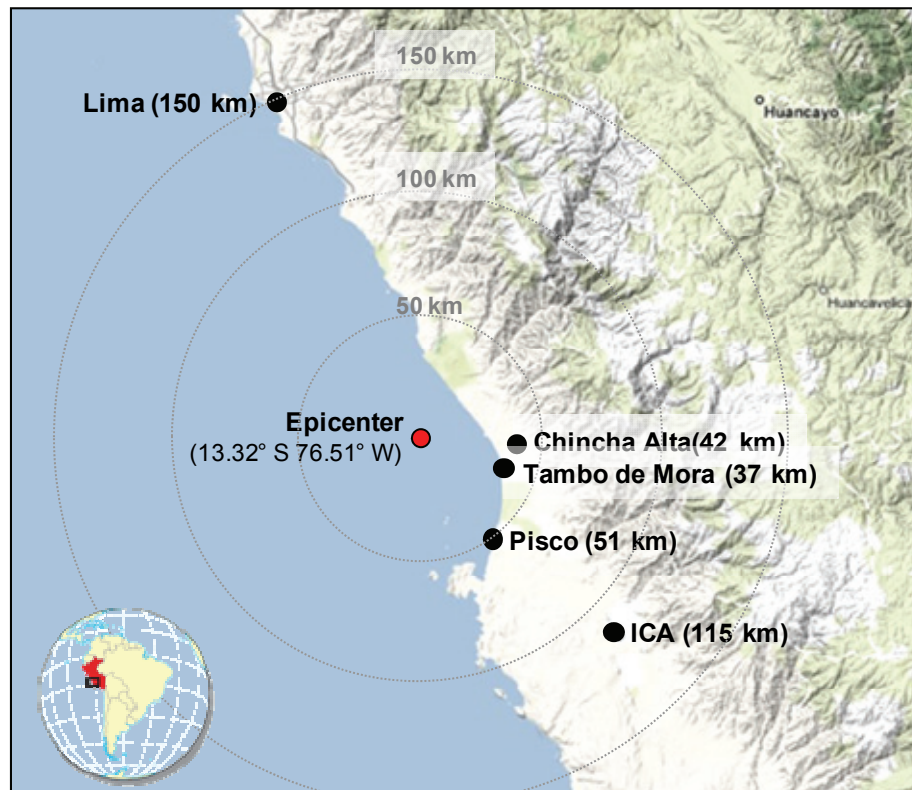 150 km
Lima (150 km)
Huancayo
100 km
Huancavelica
50 km
Epicenter
(13.32° S 76.51° W)
Chincha Alta(42 km)
Tambo de Mora (37 km)
Pisco (51 km)
ICA (115 km)